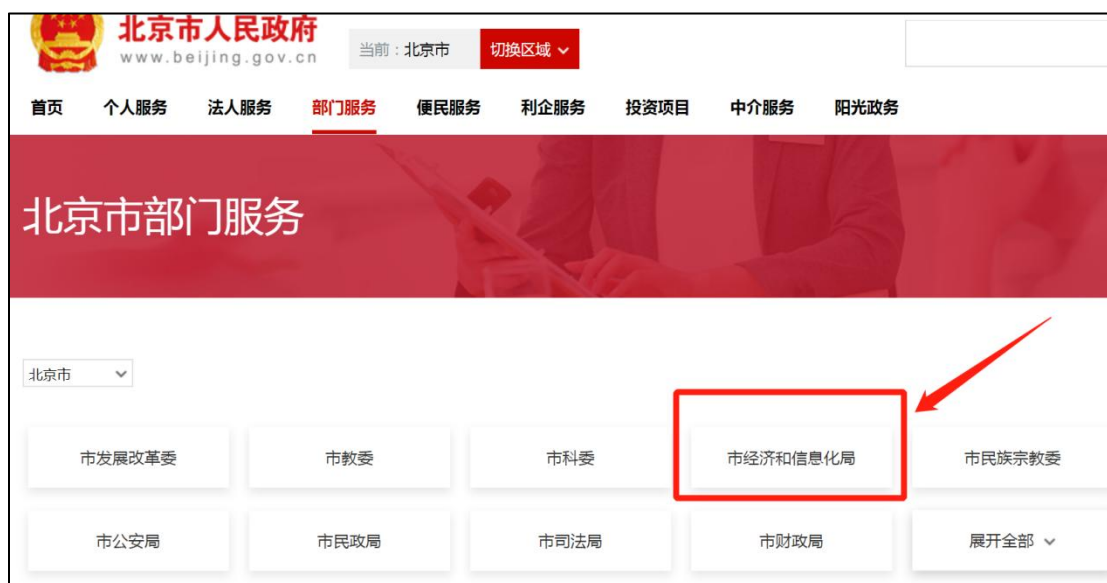 北京市人民政府
www.beijing.gov.cn
当前：北京市 切换区域
首页 个人服务 法人服务 部门服务 便民服务 利企服务 投资项目 中介服务 阳光政务
北京市部门服务
北京市
市发展改革委 市教委 市科委 市经济和信息化局 市民族宗教委
市公安局 市民政局 市司法局 市财政局 展开全部